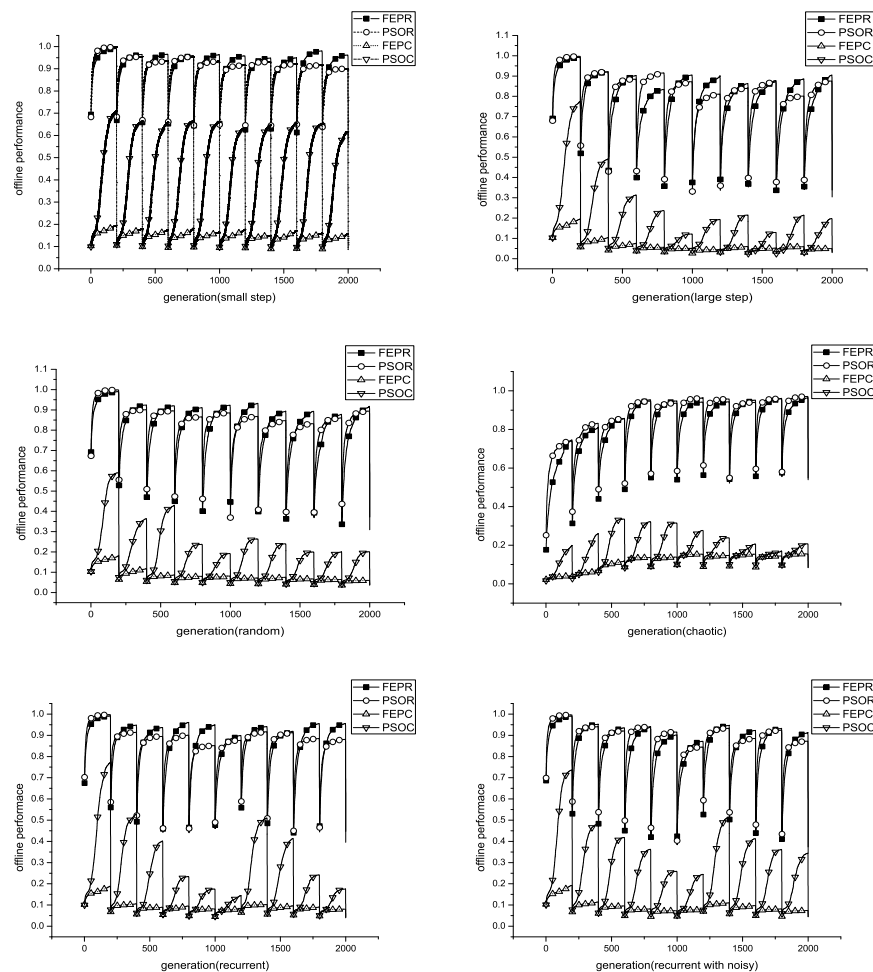 FEPR
PSOR
FEPC
PSOC
offline performance
1.0
0.9
0.8
0.7
0.6
0.5
0.4
0.3
0.2
0.1
0.0
0 500 1000 1500 2000
generation(small step)
FEPR
PSOR
FEPC
PSOC
offline performance
1.1
1.0
0.9
0.8
0.7
0.6
0.5
0.4
0.3
0.2
0.1
0.0
0 500 1000 1500 2000
generation(large step)
FEPR
PSOR
FEPC
PSOC
offline performance
1.1
1.0
0.9
0.8
0.7
0.6
0.5
0.4
0.3
0.2
0.1
0.0
0 500 1000 1500 2000
generation(random)
FEPR
PSOR
FEPC
PSOC
offline performance
1.0
0.8
0.6
0.4
0.2
0.0
0 500 1000 1500 2000
generation(chaotic)
FEPR
PSOR
FEPC
PSOC
offline performace
1.0
0.9
0.8
0.7
0.6
0.5
0.4
0.3
0.2
0.1
0.0
0 500 1000 1500 2000
generation(recurrent)
FEPR
PSOR
FEPC
PSOC
offline performance
1.0
0.9
0.8
0.7
0.6
0.5
0.4
0.3
0.2
0.1
0.0
0 500 1000 1500 2000
generation(recurrent with noisy)